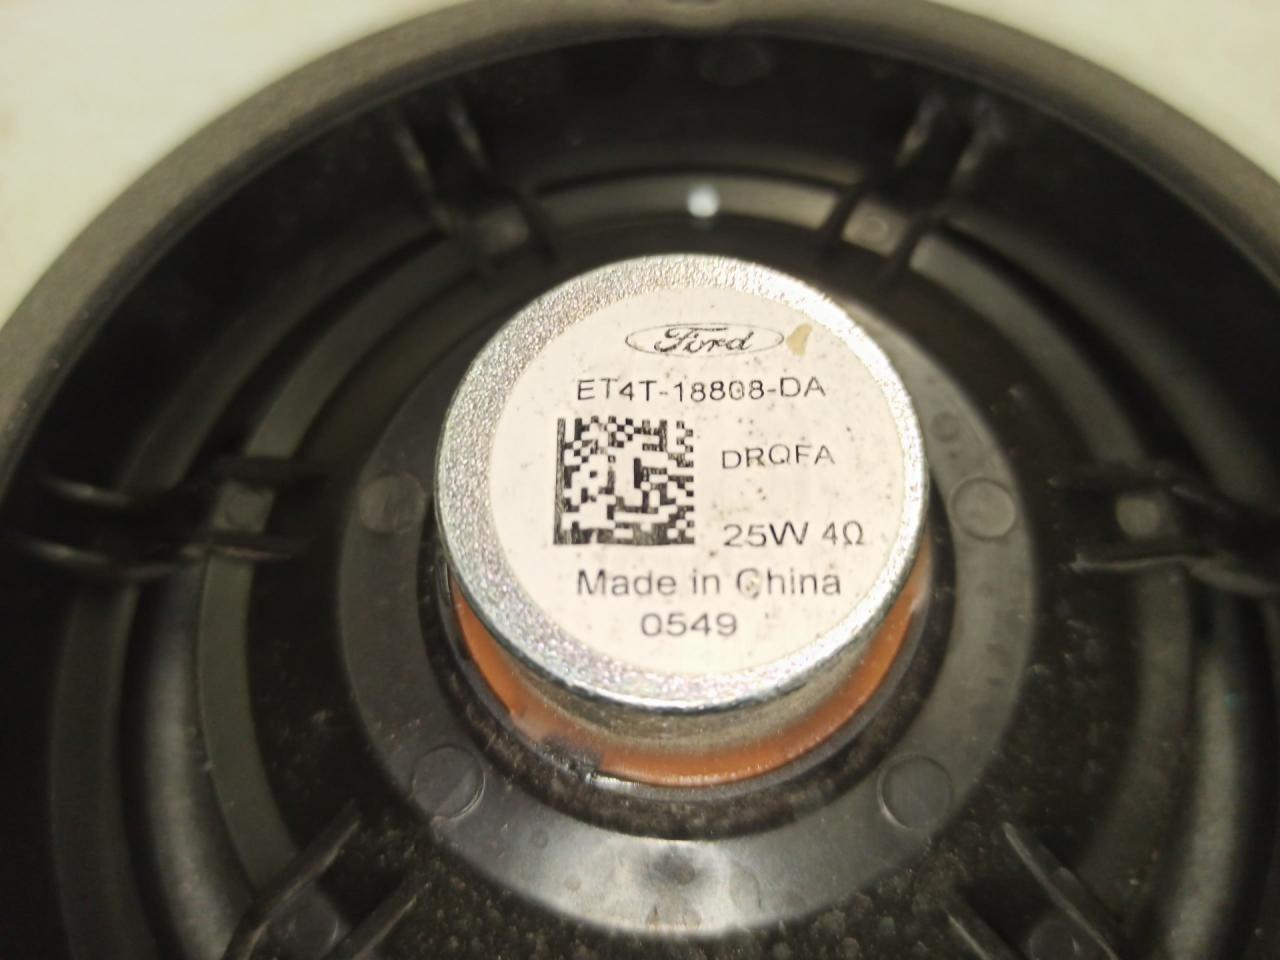 Ford
ET4T-18808-DA
DRQFA
25W 4Ω
Made in China
0549